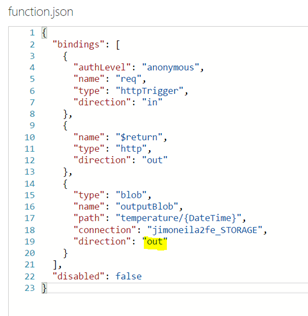 function.json
1 {
2 "bindings": [
3 {
4 "authLevel": "anonymous",
5 "name": "req",
6 "type": "httpTrigger",
7 "direction": "in"
8 },
9 {
10 "name": "$return",
11 "type": "http",
12 "direction": "out"
13 },
14 {
15 "type": "blob",
16 "name": "outputBlob",
17 "path": "temperature/{DateTime}",
18 "connection": "jimoneila2fe_STORAGE",
19 "direction": "out"
20 }
21 ],
22 "disabled": false
23 }